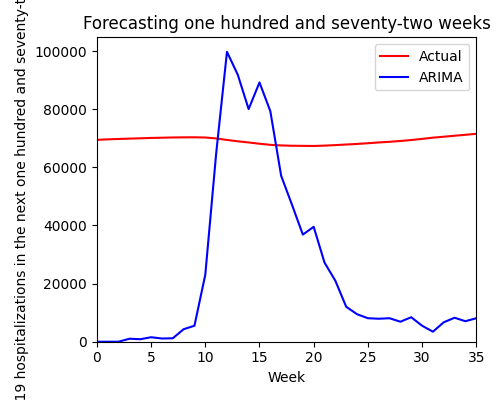 Forecasting one hundred and seventy-two weeks
19 hospitalizations in the next one hundred and seventy-t
100000
80000
60000
40000
20000
0
Actual
ARIMA
0 5 10 15 20 25 30 35
Week